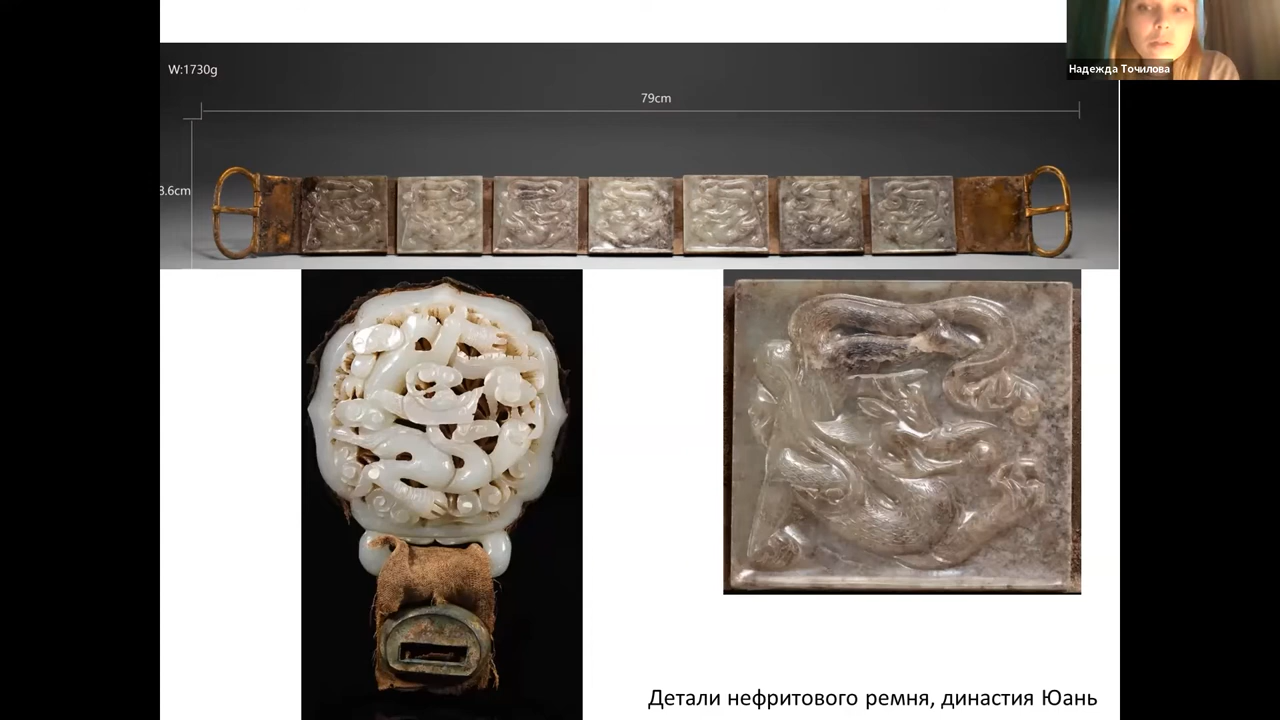 Надежда Точилова
W:1730g
79cm
8.6cm
Детали нефритового ремня, династия Юань